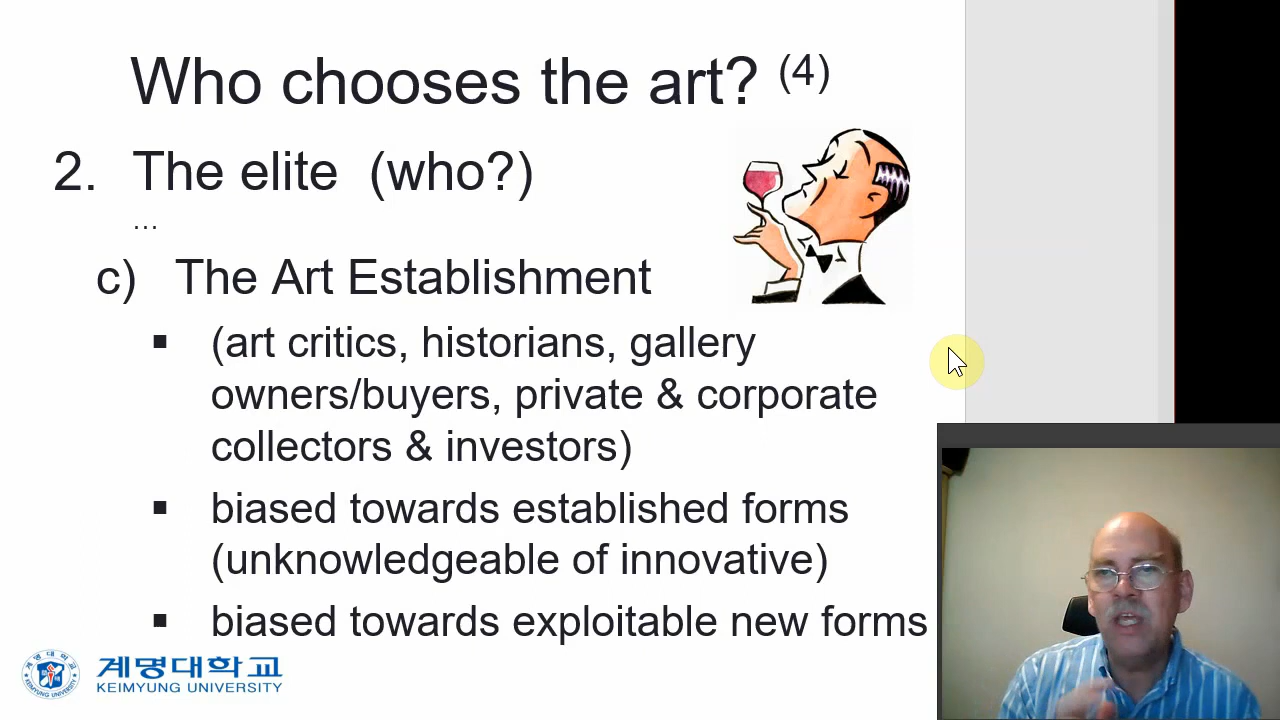 Who chooses the art? (4)
2. The elite (who?)
...
c) The Art Establishment
▪ (art critics, historians, gallery
owners/buyers, private & corporate
collectors & investors)
▪ biased towards established forms
(unknowledgeable of innovative)
▪ biased towards exploitable new forms
계명대학교
KEIMYUNG UNIVERSITY